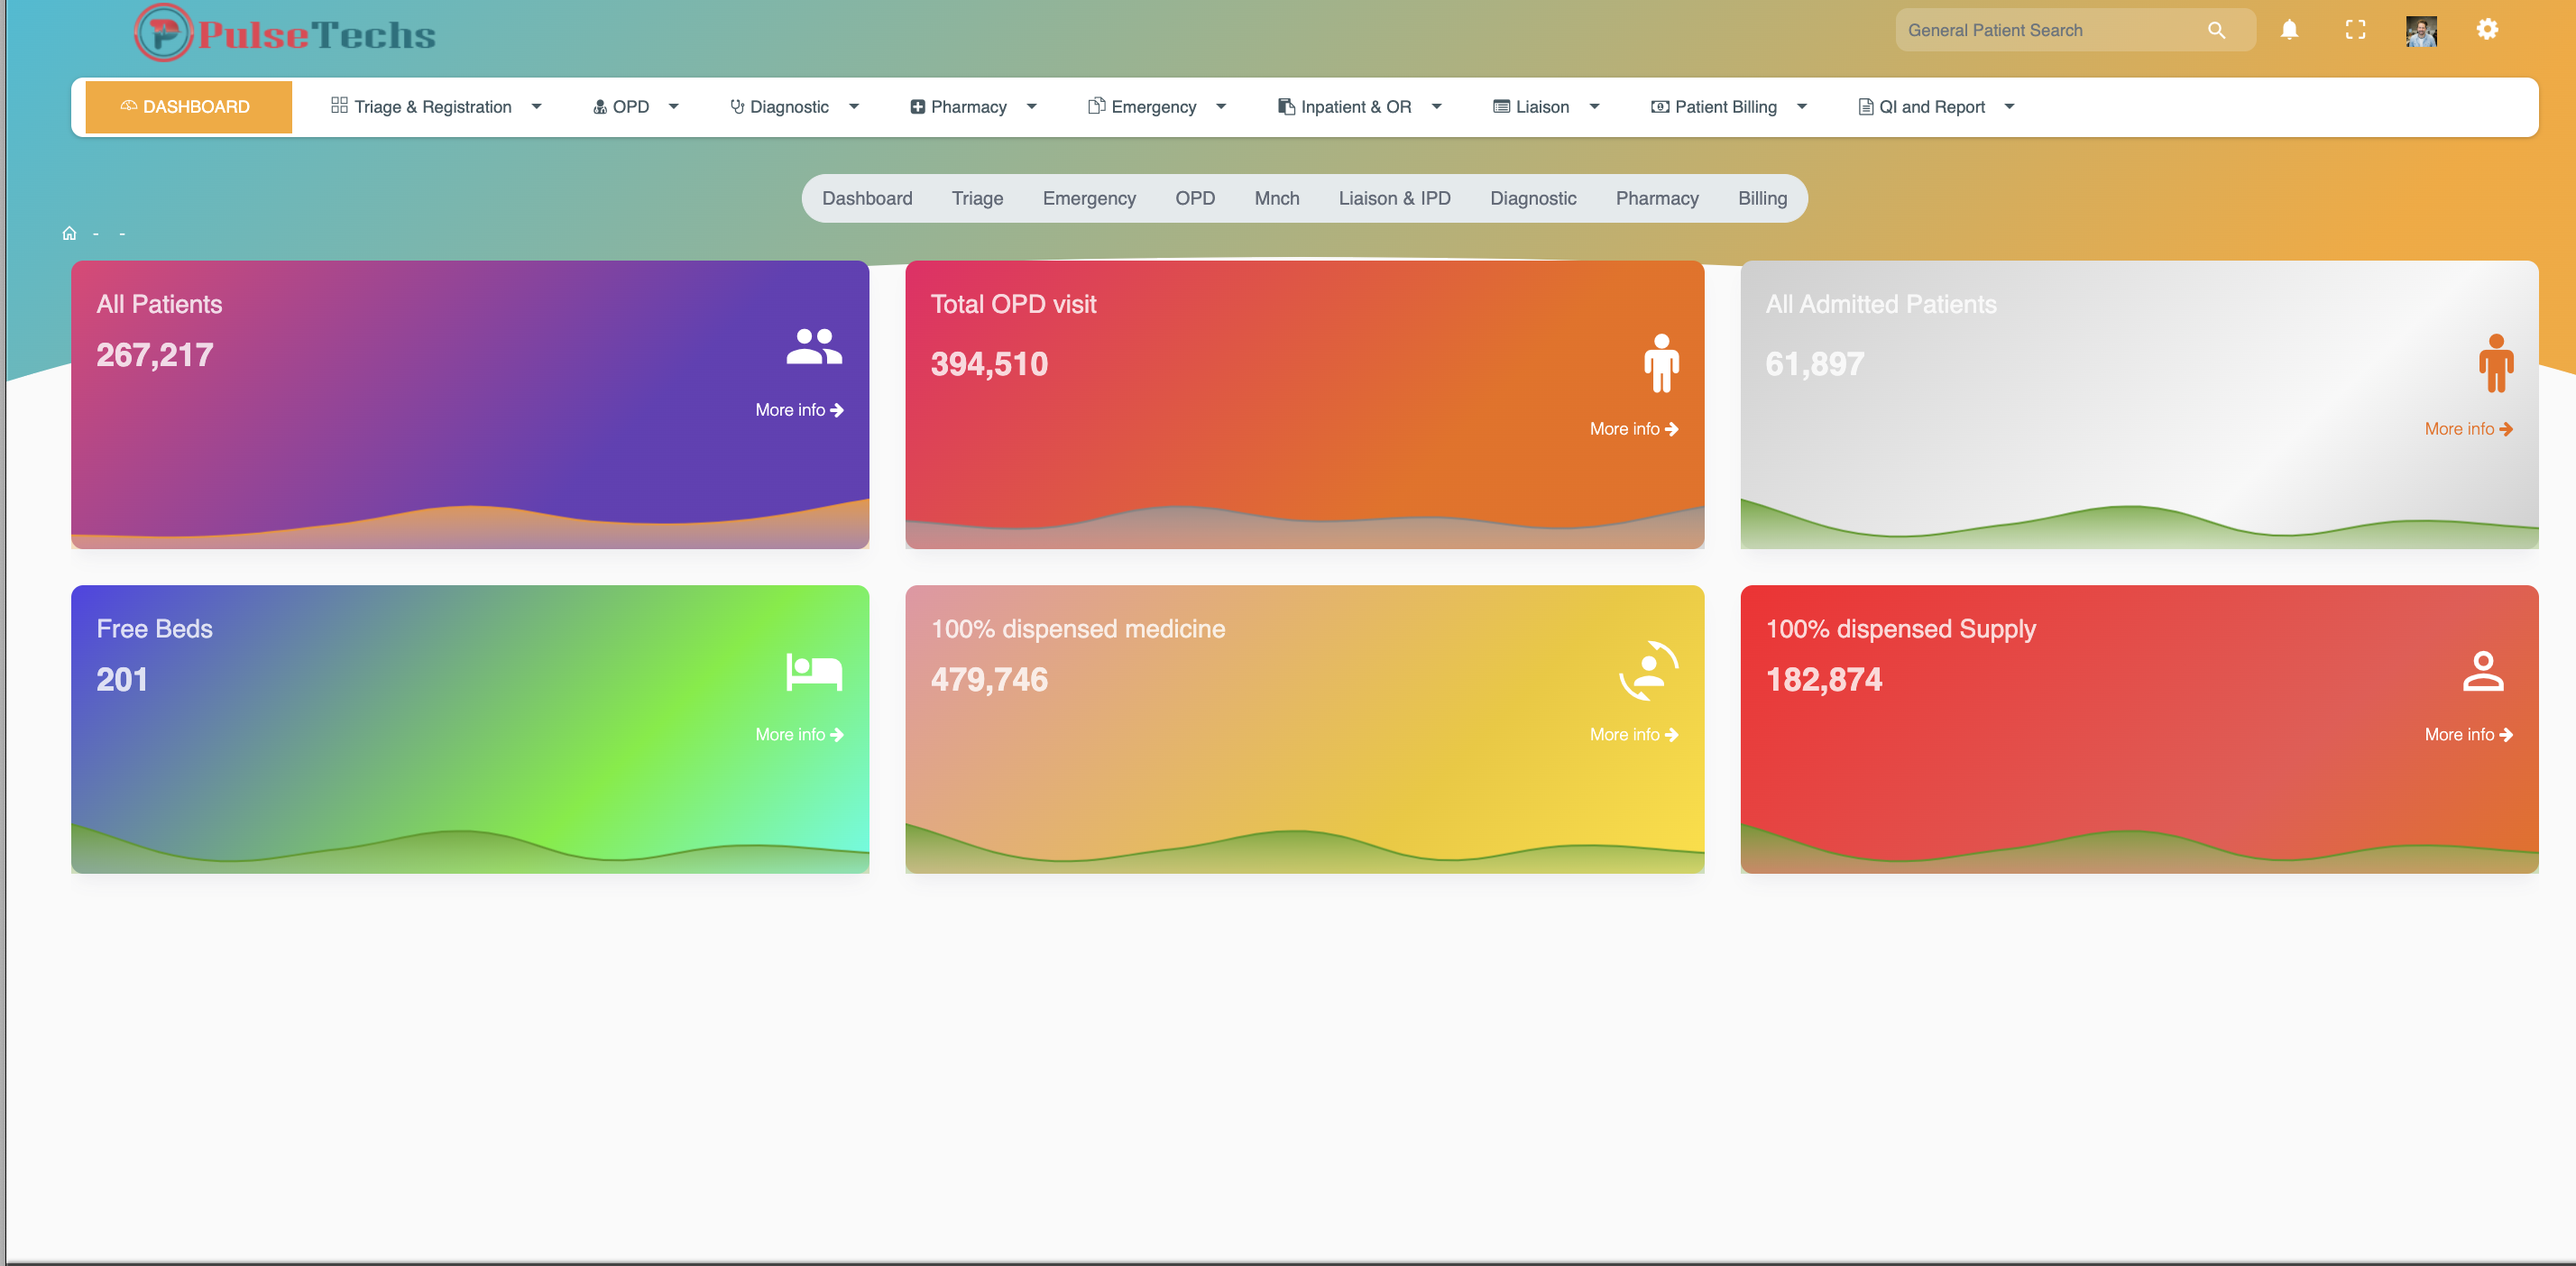 PulseTechs
General Patient Search
DASHBOARD
Triage & Registration
OPD
Diagnostic
Pharmacy
Emergency
Inpatient & OR
Liaison
Patient Billing
QI and Report
Dashboard
Triage
Emergency
OPD
Mnch
Liaison & IPD
Diagnostic
Pharmacy
Billing
- -
All Patients
267,217
More info
Total OPD visit
394,510
More info
All Admitted Patients
61,897
More info
Free Beds
201
More info
100% dispensed medicine
479,746
More info
100% dispensed Supply
182,874
More info